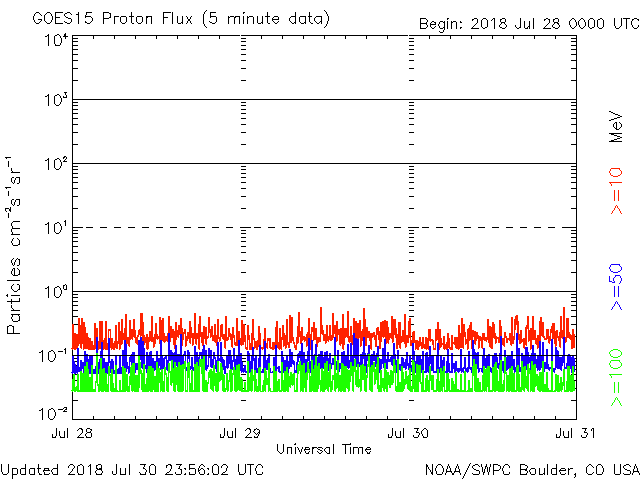 GOES15 Proton Flux (5 minute data)
Begin: 2018 Jul 28 0000 UTC
Particles cm⁻²s⁻¹sr⁻¹
10⁴
10³
10²
10¹
10⁰
10⁻¹
10⁻²
Jul 28
Jul 29
Jul 30
Jul 31
Universal Time
MeV
>=10
>=50
>=100
Updated 2018 Jul 30 23:56:02 UTC
NOAA/SWPC Boulder, CO USA